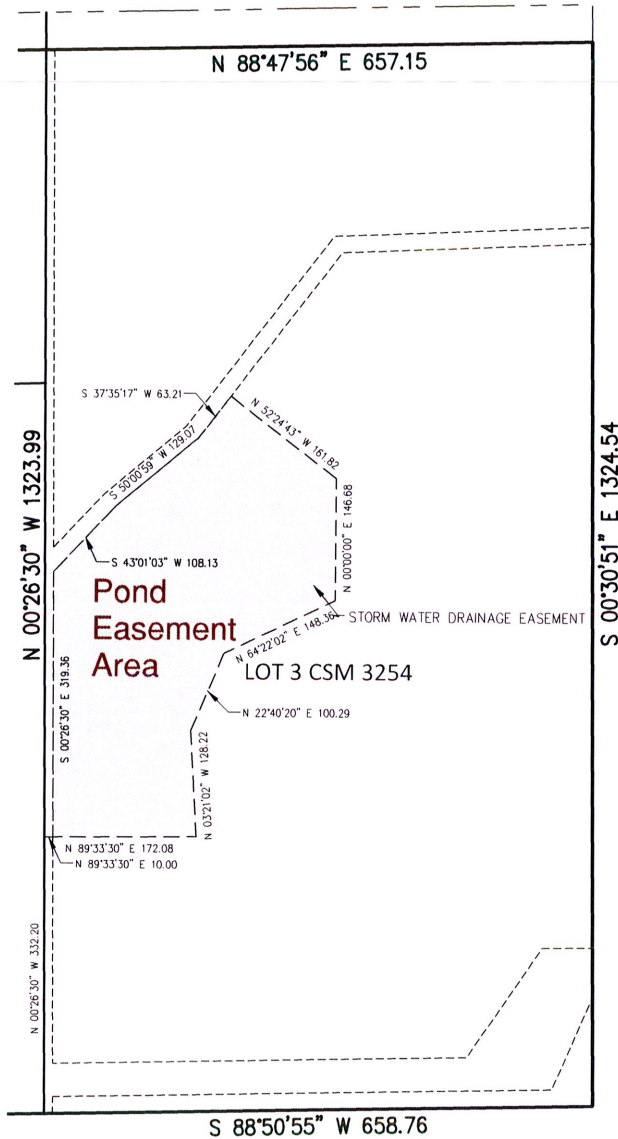 N 88°47'56" E 657.15
S 37°35'17" W 63.21
N 52°24'43" W 161.82
S 50°00'59" W 129.07
N 00°26'30" W 1323.99
S 00°30'51" E 1324.54
N 00°00'00" E 146.68
S 43°01'03" W 108.13
Pond
Easement
Area
STORM WATER DRAINAGE EASEMENT
N 64°22'02" E 148.36
LOT 3 CSM 3254
S 00°26'30" E 319.36
N 22°40'20" E 100.29
N 03°21'02" W 128.22
N 89°33'30" E 172.08
N 89°33'30" E 10.00
N 00°26'30" W 332.20
S 88°50'55" W 658.76